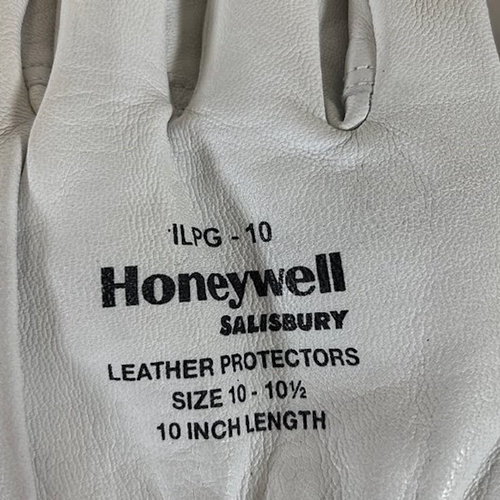 ILPG - 10
Honeywell
SALISBURY
LEATHER PROTECTORS
SIZE 10 - 10½
10 INCH LENGTH